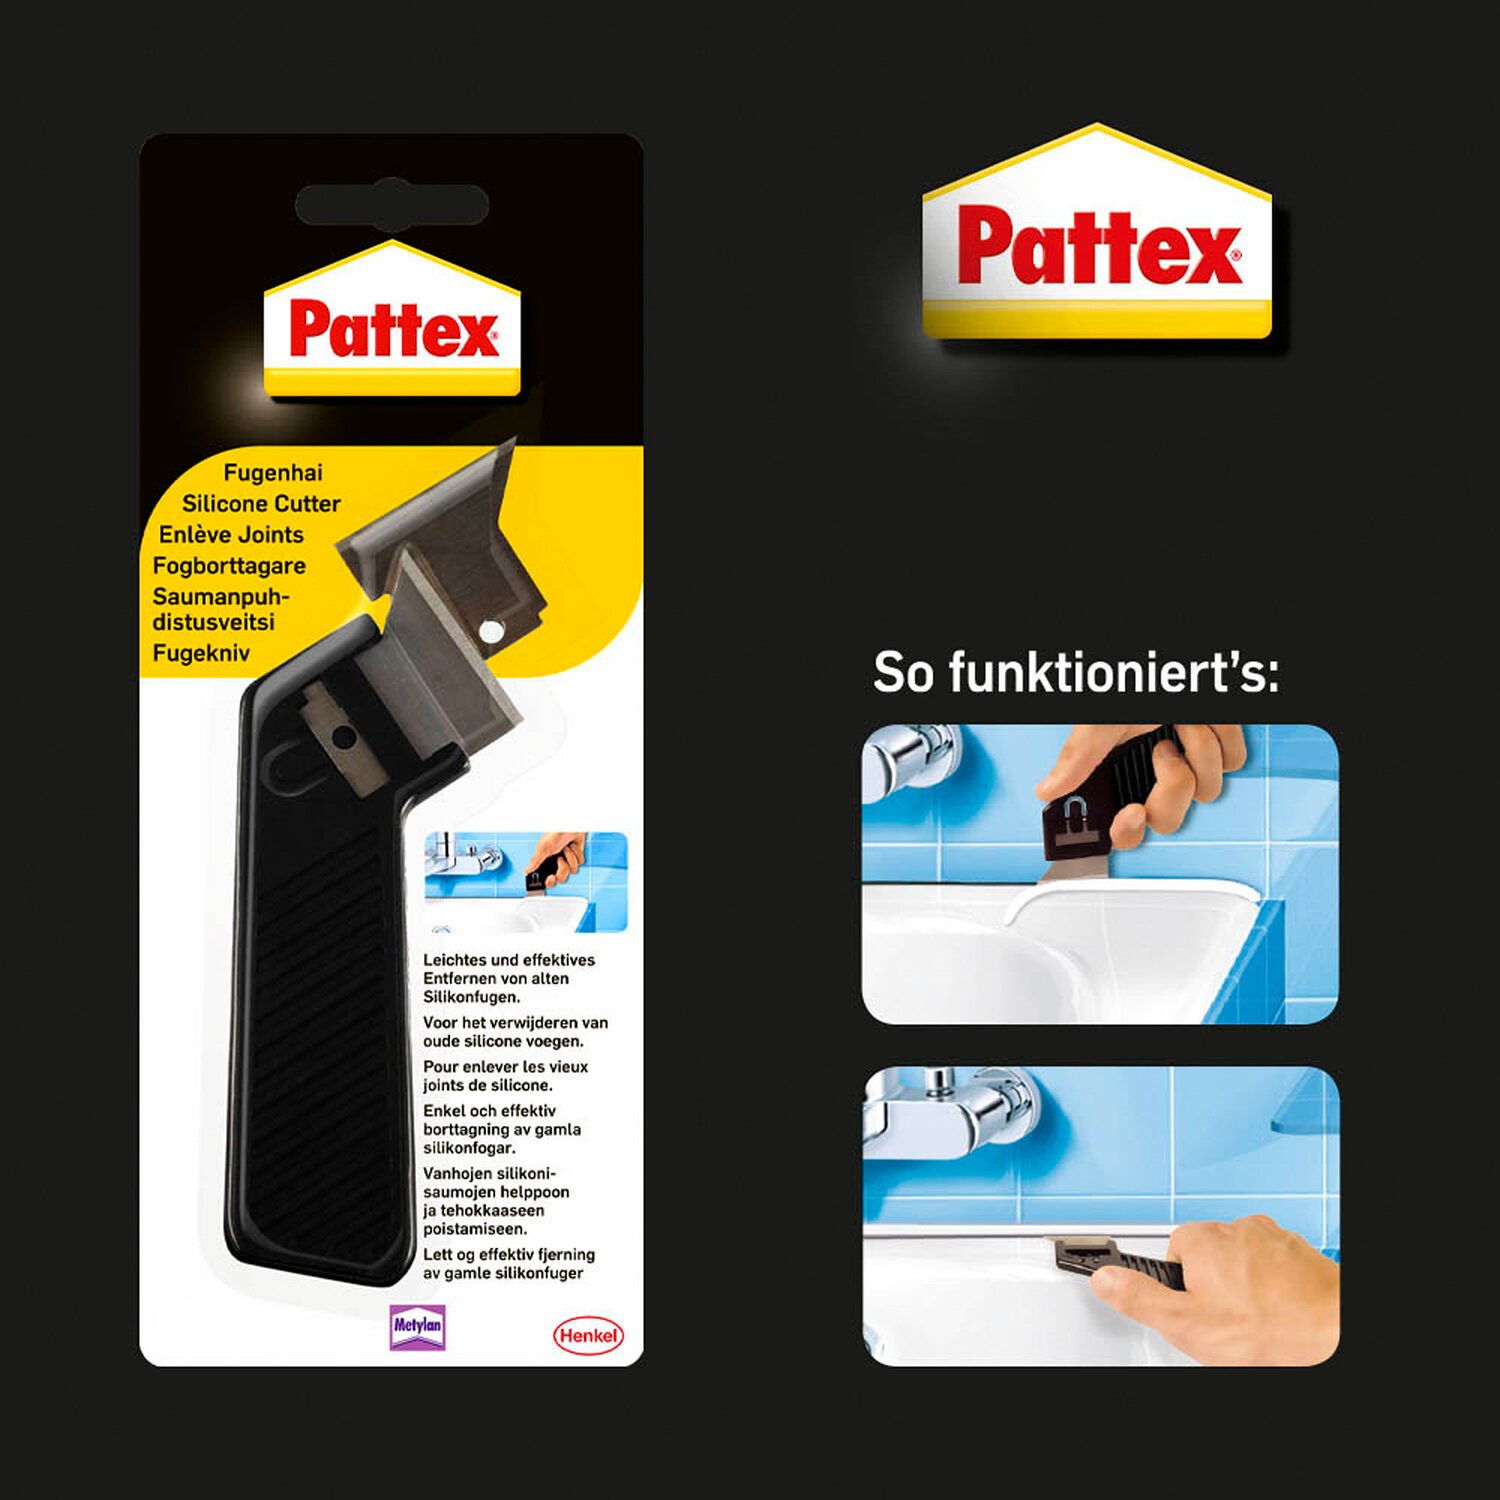 Pattex®
Fugenhai
Silicone Cutter
Enlève Joints
Fogborttagare
Saumanpuh-
distusveitsi
Fugekniv
Leichtes und effektives
Entfernen von alten
Silikonfugen.
Voor het verwijderen van
oude silicone voegen.
Pour enlever les vieux
joints de silicone.
Enkel och effektiv
borttagning av gamla
silikonfogar.
Vanhojen silikoni-
saumojen helppoon
ja tehokkaaseen
poistamiseen.
Lett og effektiv fjerning
av gamle silikonfuger
Metylan
Henkel
Pattex®
So funktioniert's: